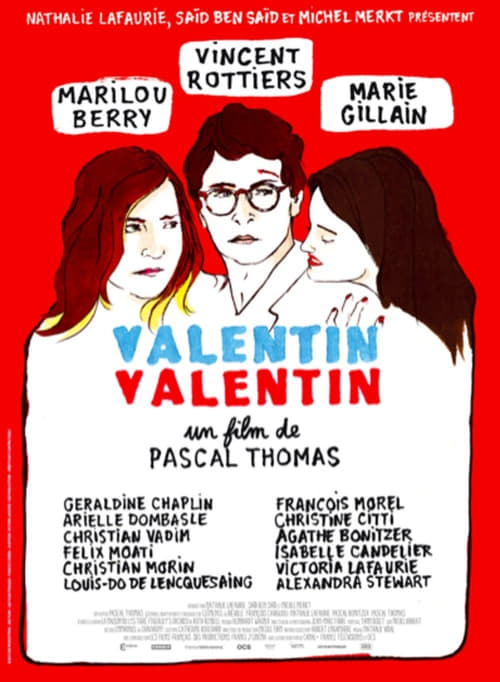 NATHALIE LAFAURIE, SAÏD BEN SAÏD ET MICHEL MERKT PRÉSENTENT
VINCENT
ROTTIERS
MARILOU
BERRY
MARIE
GILLAIN
VALENTIN
VALENTIN
un film de
PASCAL THOMAS
GERALDINE CHAPLIN
ARIELLE DOMBASLE
CHRISTIAN VADIM
FELIX MOATI
CHRISTIAN MORIN
LOUIS-DO DE LENCQUESAING
FRANÇOIS MOREL
CHRISTINE CITTI
AGATHE BONITZER
ISABELLE CANDELIER
VICTORIA LAFAURIE
ALEXANDRA STEWART